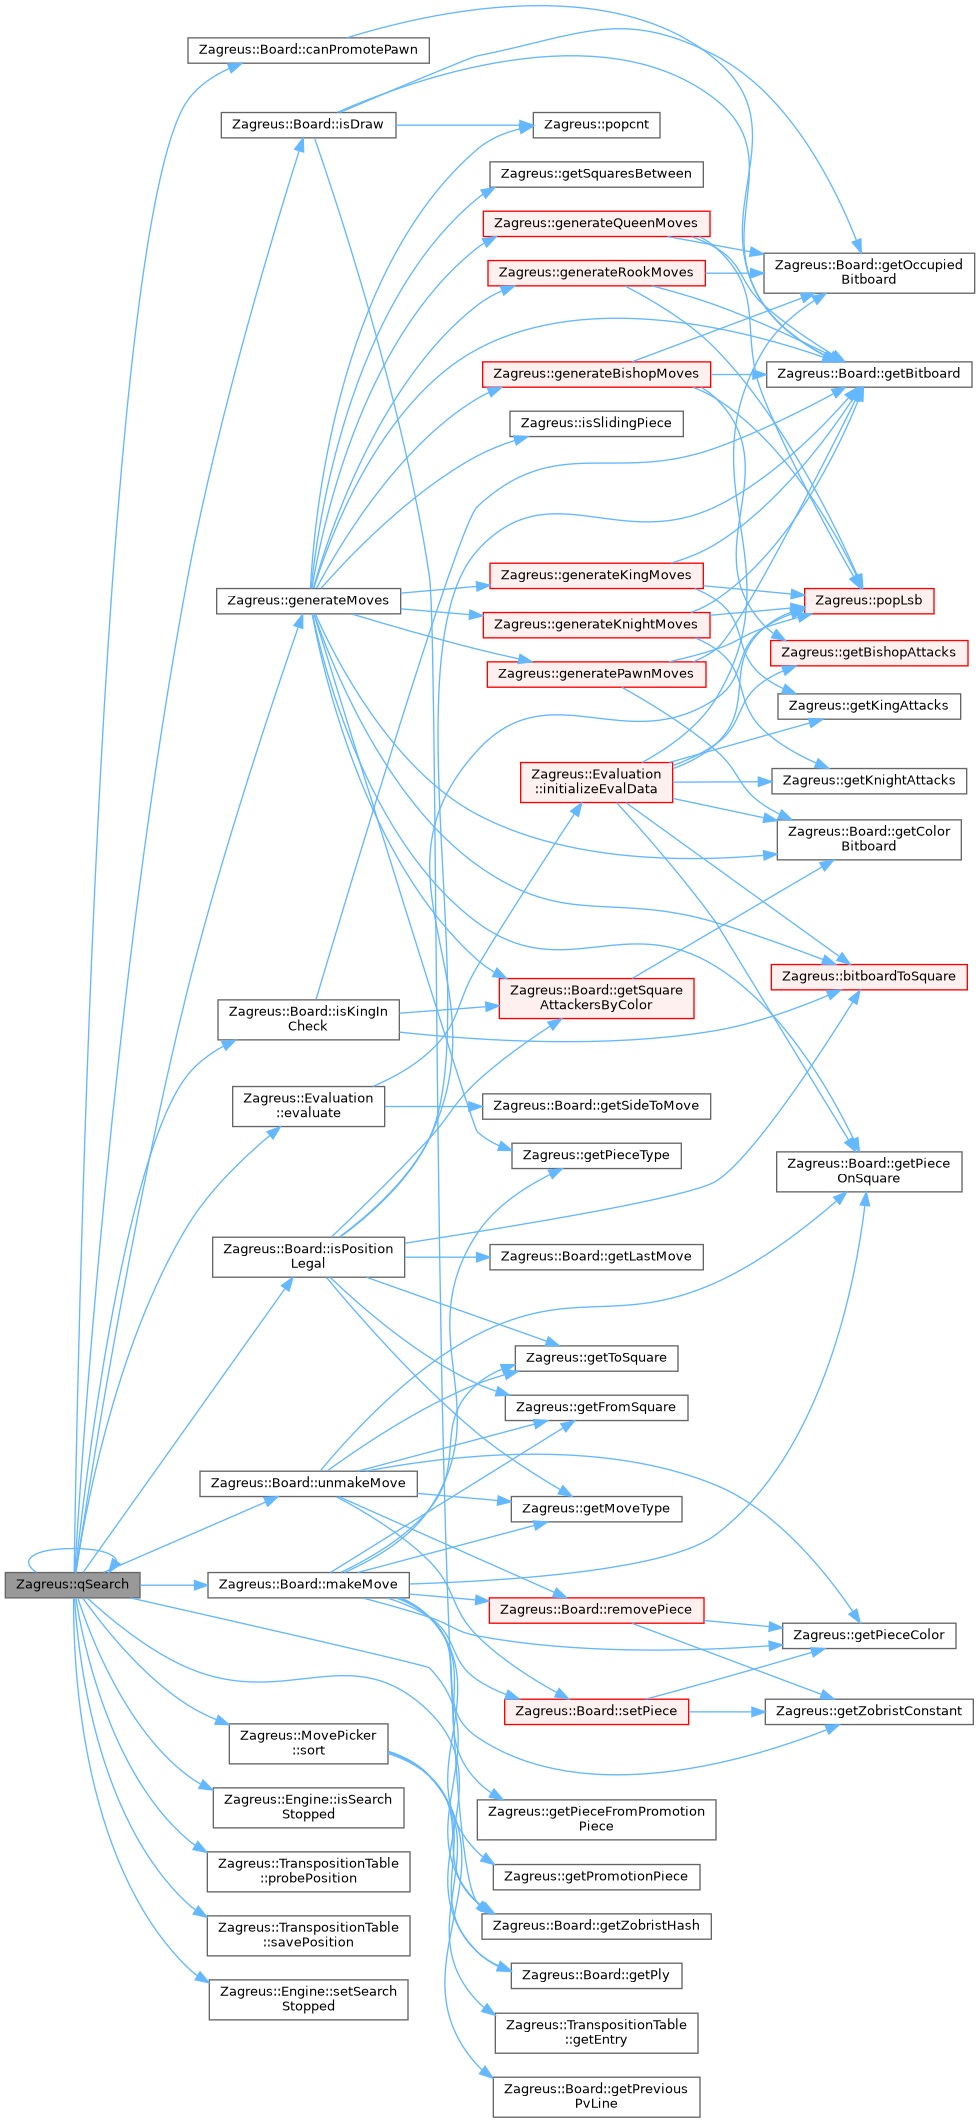 Zagreus::Board::canPromotePawn
Zagreus::Board::isDraw
Zagreus::popcnt
Zagreus::getSquaresBetween
Zagreus::generateQueenMoves
Zagreus::generateRookMoves
Zagreus::Board::getOccupied
Bitboard
Zagreus::generateBishopMoves
Zagreus::Board::getBitboard
Zagreus::isSlidingPiece
Zagreus::generateKingMoves
Zagreus::generateMoves
Zagreus::popLsb
Zagreus::generateKnightMoves
Zagreus::getBishopAttacks
Zagreus::generatePawnMoves
Zagreus::getKingAttacks
Zagreus::Evaluation
::initializeEvalData
Zagreus::getKnightAttacks
Zagreus::Board::getColor
Bitboard
Zagreus::bitboardToSquare
Zagreus::Board::getSquare
AttackersByColor
Zagreus::Board::isKingIn
Check
Zagreus::Evaluation
::evaluate
Zagreus::Board::getSideToMove
Zagreus::getPieceType
Zagreus::Board::getPiece
OnSquare
Zagreus::Board::isPosition
Legal
Zagreus::Board::getLastMove
Zagreus::getToSquare
Zagreus::getFromSquare
Zagreus::Board::unmakeMove
Zagreus::getMoveType
Zagreus::qSearch
Zagreus::Board::makeMove
Zagreus::Board::removePiece
Zagreus::getPieceColor
Zagreus::Board::setPiece
Zagreus::getZobristConstant
Zagreus::MovePicker
::sort
Zagreus::Engine::isSearch
Stopped
Zagreus::getPieceFromPromotion
Piece
Zagreus::TranspositionTable
::probePosition
Zagreus::getPromotionPiece
Zagreus::TranspositionTable
::savePosition
Zagreus::Board::getZobristHash
Zagreus::Engine::setSearch
Stopped
Zagreus::Board::getPly
Zagreus::TranspositionTable
::getEntry
Zagreus::Board::getPrevious
PvLine